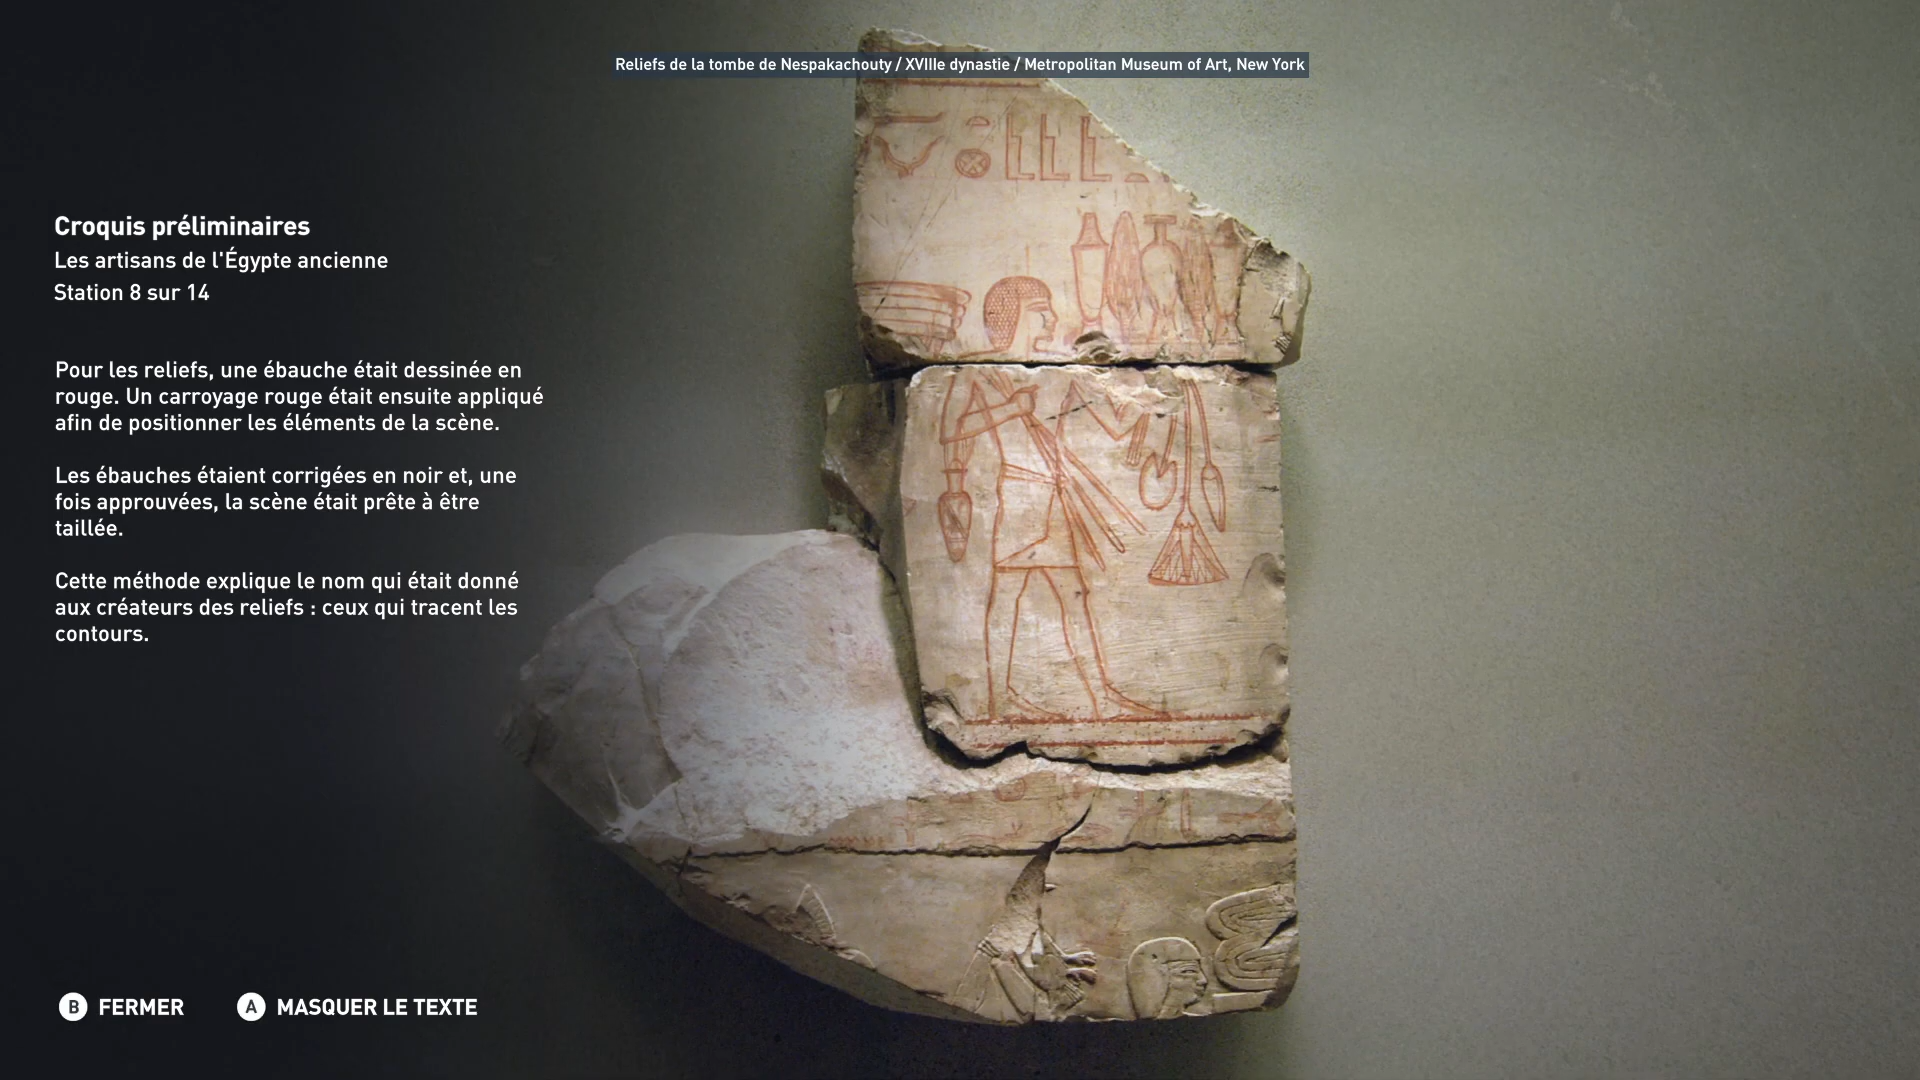 Reliefs de la tombe de Nespakachouty / XVIIIe dynastie / Metropolitan Museum of Art, New York
Croquis préliminaires
Les artisans de l'Égypte ancienne
Station 8 sur 14
Pour les reliefs, une ébauche était dessinée en
rouge. Un carroyage rouge était ensuite appliqué
afin de positionner les éléments de la scène.
Les ébauches étaient corrigées en noir et, une
fois approuvées, la scène était prête à être
taillée.
Cette méthode explique le nom qui était donné
aux créateurs des reliefs : ceux qui tracent les
contours.
B FERMER A MASQUER LE TEXTE